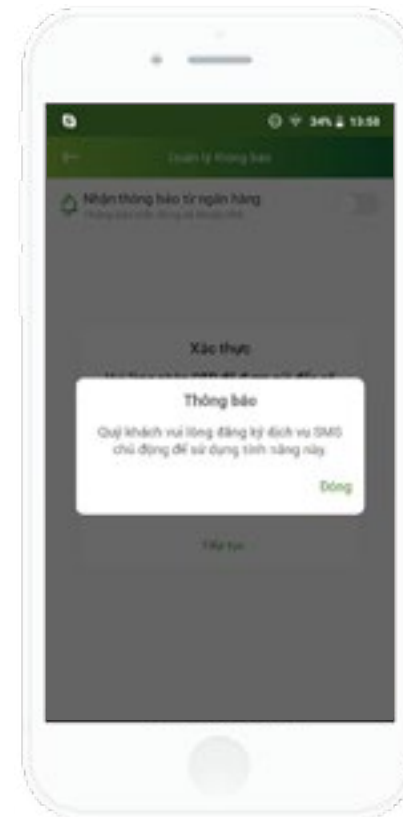 34% 13:58
Quản lý thông báo
Nhận thông báo từ ngân hàng
Xác thực
Thông báo
Quý khách vui lòng đăng ký dịch vụ SMS
chủ động để sử dụng tính năng này.
Đóng
Tiếp tục